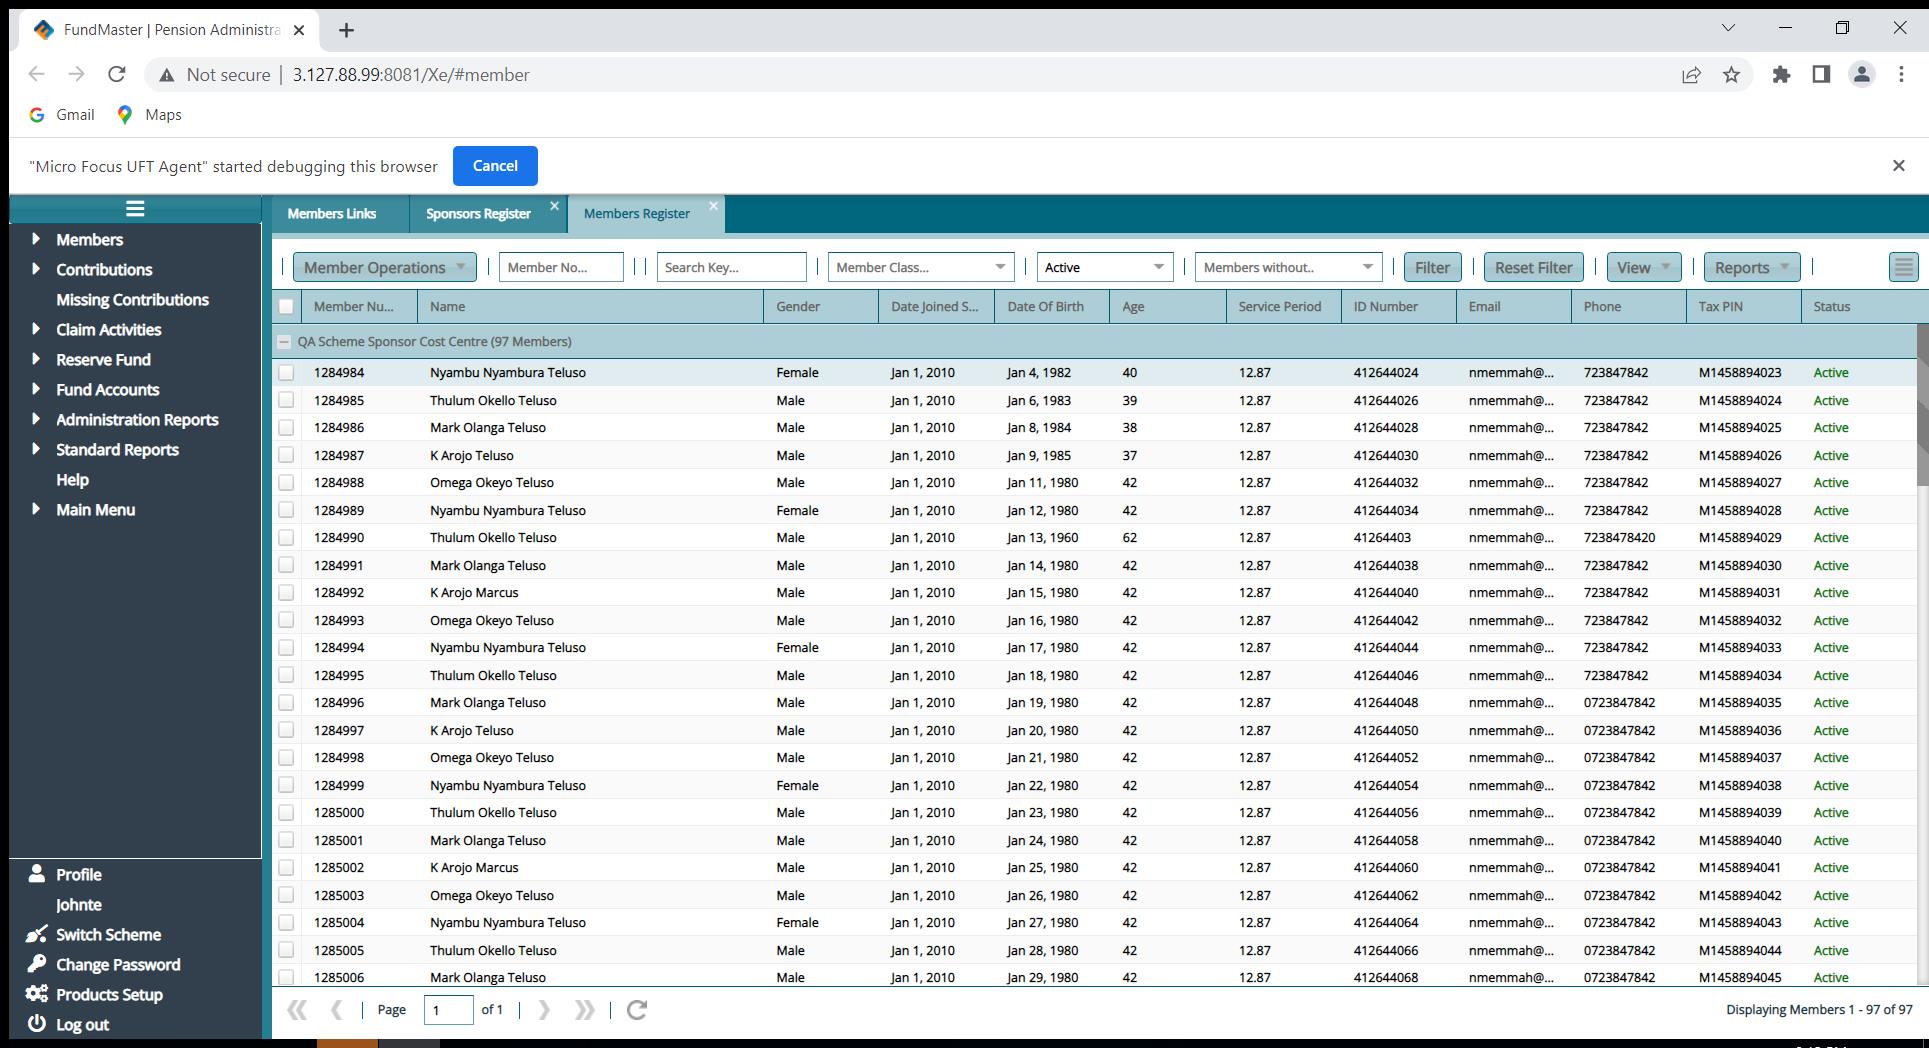 FundMaster | Pension Administra
Not secure | 3.127.88.99:8081/Xe/#member
Gmail Maps
"Micro Focus UFT Agent" started debugging this browser Cancel
Members Links Sponsors Register Members Register
Members
Contributions
Missing Contributions
Claim Activities
Reserve Fund
Fund Accounts
Administration Reports
Standard Reports
Help
Main Menu
Profile
Johnte
Switch Scheme
Change Password
Products Setup
Log out
Member Operations Member No... Search Key... Member Class... Active Members without.. Filter Reset Filter View Reports
Member Nu... Name Gender Date Joined S... Date Of Birth Age Service Period ID Number Email Phone Tax PIN Status
QA Scheme Sponsor Cost Centre (97 Members)
1284984 Nyambu Nyambura Teluso Female Jan 1, 2010 Jan 4, 1982 40 12.87 412644024 nmemmah@... 723847842 M1458894023 Active
1284985 Thulum Okello Teluso Male Jan 1, 2010 Jan 6, 1983 39 12.87 412644026 nmemmah@... 723847842 M1458894024 Active
1284986 Mark Olanga Teluso Male Jan 1, 2010 Jan 8, 1984 38 12.87 412644028 nmemmah@... 723847842 M1458894025 Active
1284987 K Arojo Teluso Male Jan 1, 2010 Jan 9, 1985 37 12.87 412644030 nmemmah@... 723847842 M1458894026 Active
1284988 Omega Okeyo Teluso Male Jan 1, 2010 Jan 11, 1980 42 12.87 412644032 nmemmah@... 723847842 M1458894027 Active
1284989 Nyambu Nyambura Teluso Female Jan 1, 2010 Jan 12, 1980 42 12.87 412644034 nmemmah@... 723847842 M1458894028 Active
1284990 Thulum Okello Teluso Male Jan 1, 2010 Jan 13, 1960 62 12.87 41264403 nmemmah@... 7238478420 M1458894029 Active
1284991 Mark Olanga Teluso Male Jan 1, 2010 Jan 14, 1980 42 12.87 412644038 nmemmah@... 723847842 M1458894030 Active
1284992 K Arojo Marcus Male Jan 1, 2010 Jan 15, 1980 42 12.87 412644040 nmemmah@... 723847842 M1458894031 Active
1284993 Omega Okeyo Teluso Male Jan 1, 2010 Jan 16, 1980 42 12.87 412644042 nmemmah@... 723847842 M1458894032 Active
1284994 Nyambu Nyambura Teluso Female Jan 1, 2010 Jan 17, 1980 42 12.87 412644044 nmemmah@... 723847842 M1458894033 Active
1284995 Thulum Okello Teluso Male Jan 1, 2010 Jan 18, 1980 42 12.87 412644046 nmemmah@... 723847842 M1458894034 Active
1284996 Mark Olanga Teluso Male Jan 1, 2010 Jan 19, 1980 42 12.87 412644048 nmemmah@... 0723847842 M1458894035 Active
1284997 K Arojo Teluso Male Jan 1, 2010 Jan 20, 1980 42 12.87 412644050 nmemmah@... 0723847842 M1458894036 Active
1284998 Omega Okeyo Teluso Male Jan 1, 2010 Jan 21, 1980 42 12.87 412644052 nmemmah@... 0723847842 M1458894037 Active
1284999 Nyambu Nyambura Teluso Female Jan 1, 2010 Jan 22, 1980 42 12.87 412644054 nmemmah@... 0723847842 M1458894038 Active
1285000 Thulum Okello Teluso Male Jan 1, 2010 Jan 23, 1980 42 12.87 412644056 nmemmah@... 0723847842 M1458894039 Active
1285001 Mark Olanga Teluso Male Jan 1, 2010 Jan 24, 1980 42 12.87 412644058 nmemmah@... 0723847842 M1458894040 Active
1285002 K Arojo Marcus Male Jan 1, 2010 Jan 25, 1980 42 12.87 412644060 nmemmah@... 0723847842 M1458894041 Active
1285003 Omega Okeyo Teluso Male Jan 1, 2010 Jan 26, 1980 42 12.87 412644062 nmemmah@... 0723847842 M1458894042 Active
1285004 Nyambu Nyambura Teluso Female Jan 1, 2010 Jan 27, 1980 42 12.87 412644064 nmemmah@... 0723847842 M1458894043 Active
1285005 Thulum Okello Teluso Male Jan 1, 2010 Jan 28, 1980 42 12.87 412644066 nmemmah@... 0723847842 M1458894044 Active
1285006 Mark Olanga Teluso Male Jan 1, 2010 Jan 29, 1980 42 12.87 412644068 nmemmah@... 0723847842 M1458894045 Active
Page 1 of 1 Displaying Members 1 - 97 of 97